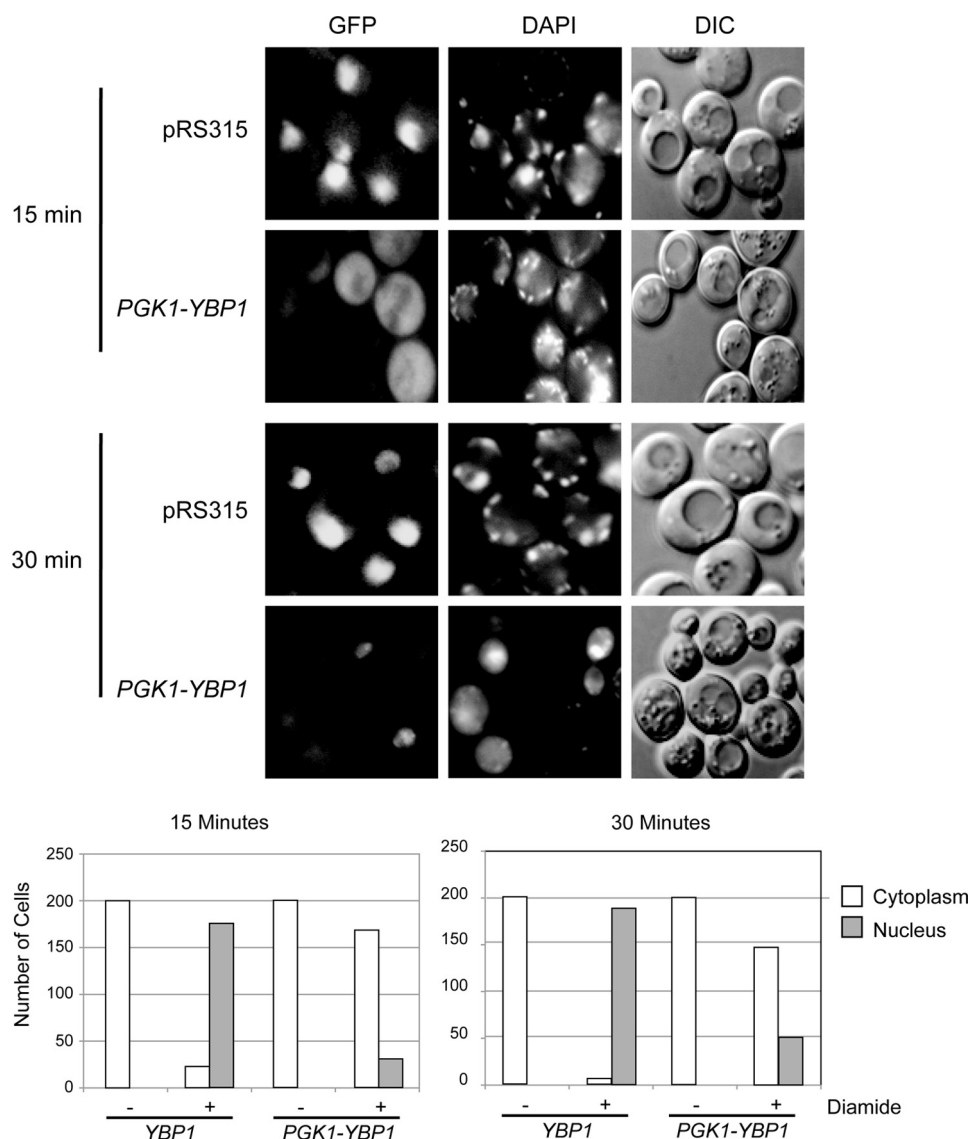 GFP DAPI DIC
pRS315
15 min
PGK1-YBP1
pRS315
30 min
PGK1-YBP1
15 Minutes
30 Minutes
Number of Cells
250
200
150
100
50
0
250
200
150
100
50
0
Cytoplasm
Nucleus
- + - +
YBP1 PGK1-YBP1
- + - +
YBP1 PGK1-YBP1
Diamide